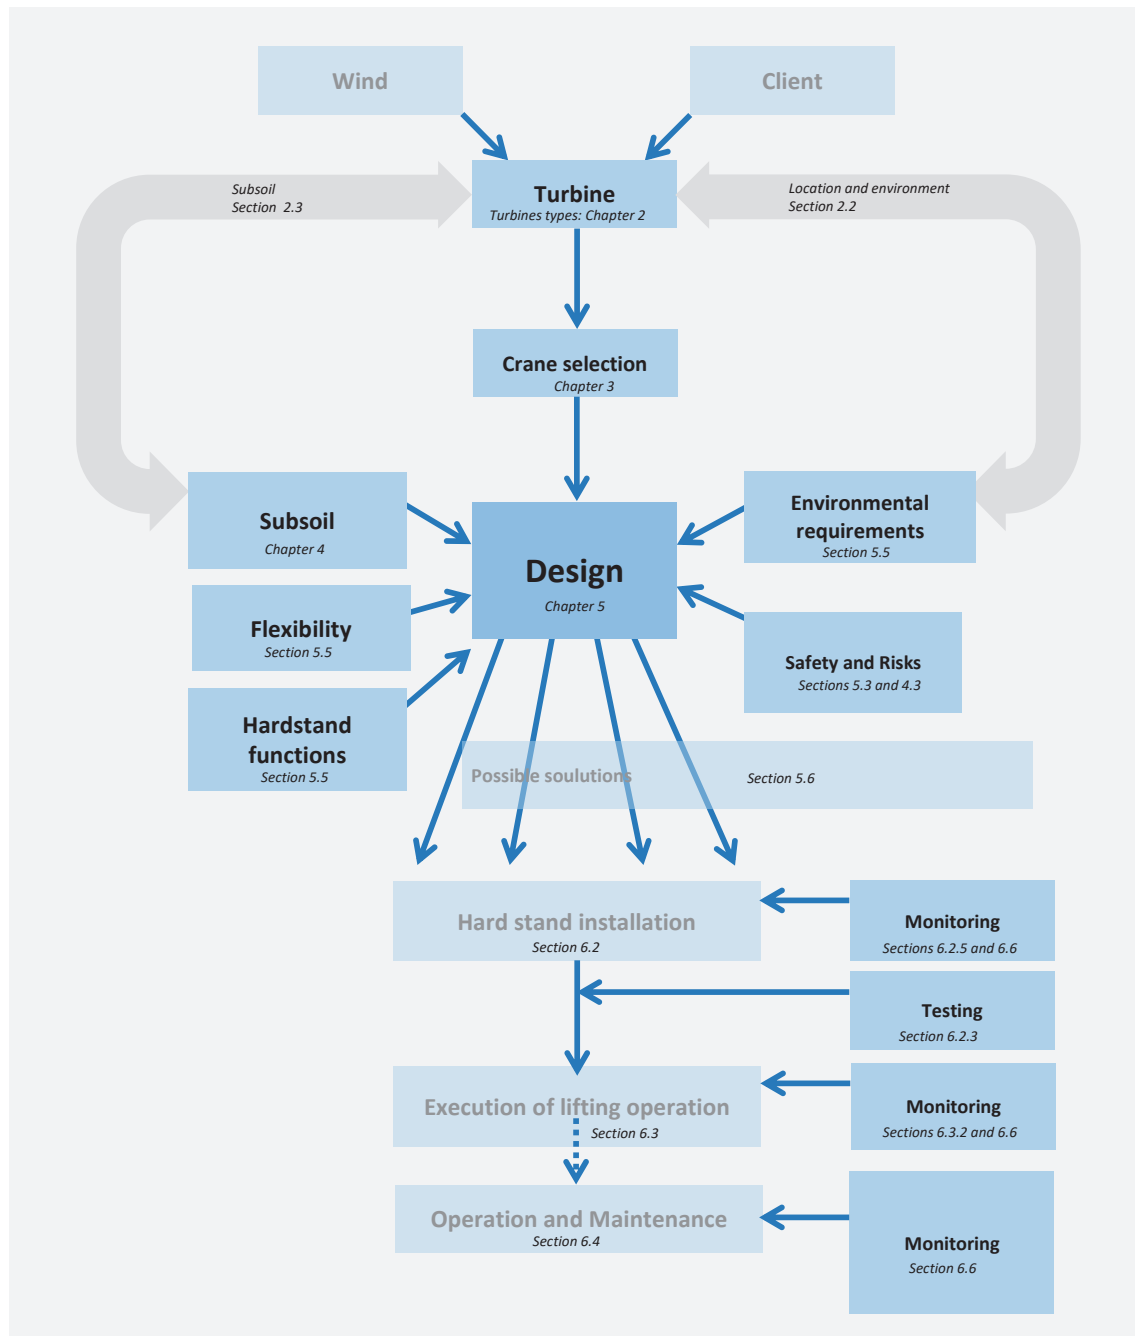 Wind
Client
Turbine
Turbines types: Chapter 2
Subsoil
Section 2.3
Location and environment
Section 2.2
Crane selection
Chapter 3
Subsoil
Chapter 4
Environmental
requirements
Section 5.5
Design
Chapter 5
Flexibility
Section 5.5
Safety and Risks
Sections 5.3 and 4.3
Hardstand
functions
Section 5.5
Possible soulutions
Section 5.6
Hard stand installation
Section 6.2
Monitoring
Sections 6.2.5 and 6.6
Testing
Section 6.2.3
Execution of lifting operation
Section 6.3
Monitoring
Sections 6.3.2 and 6.6
Operation and Maintenance
Section 6.4
Monitoring
Section 6.6